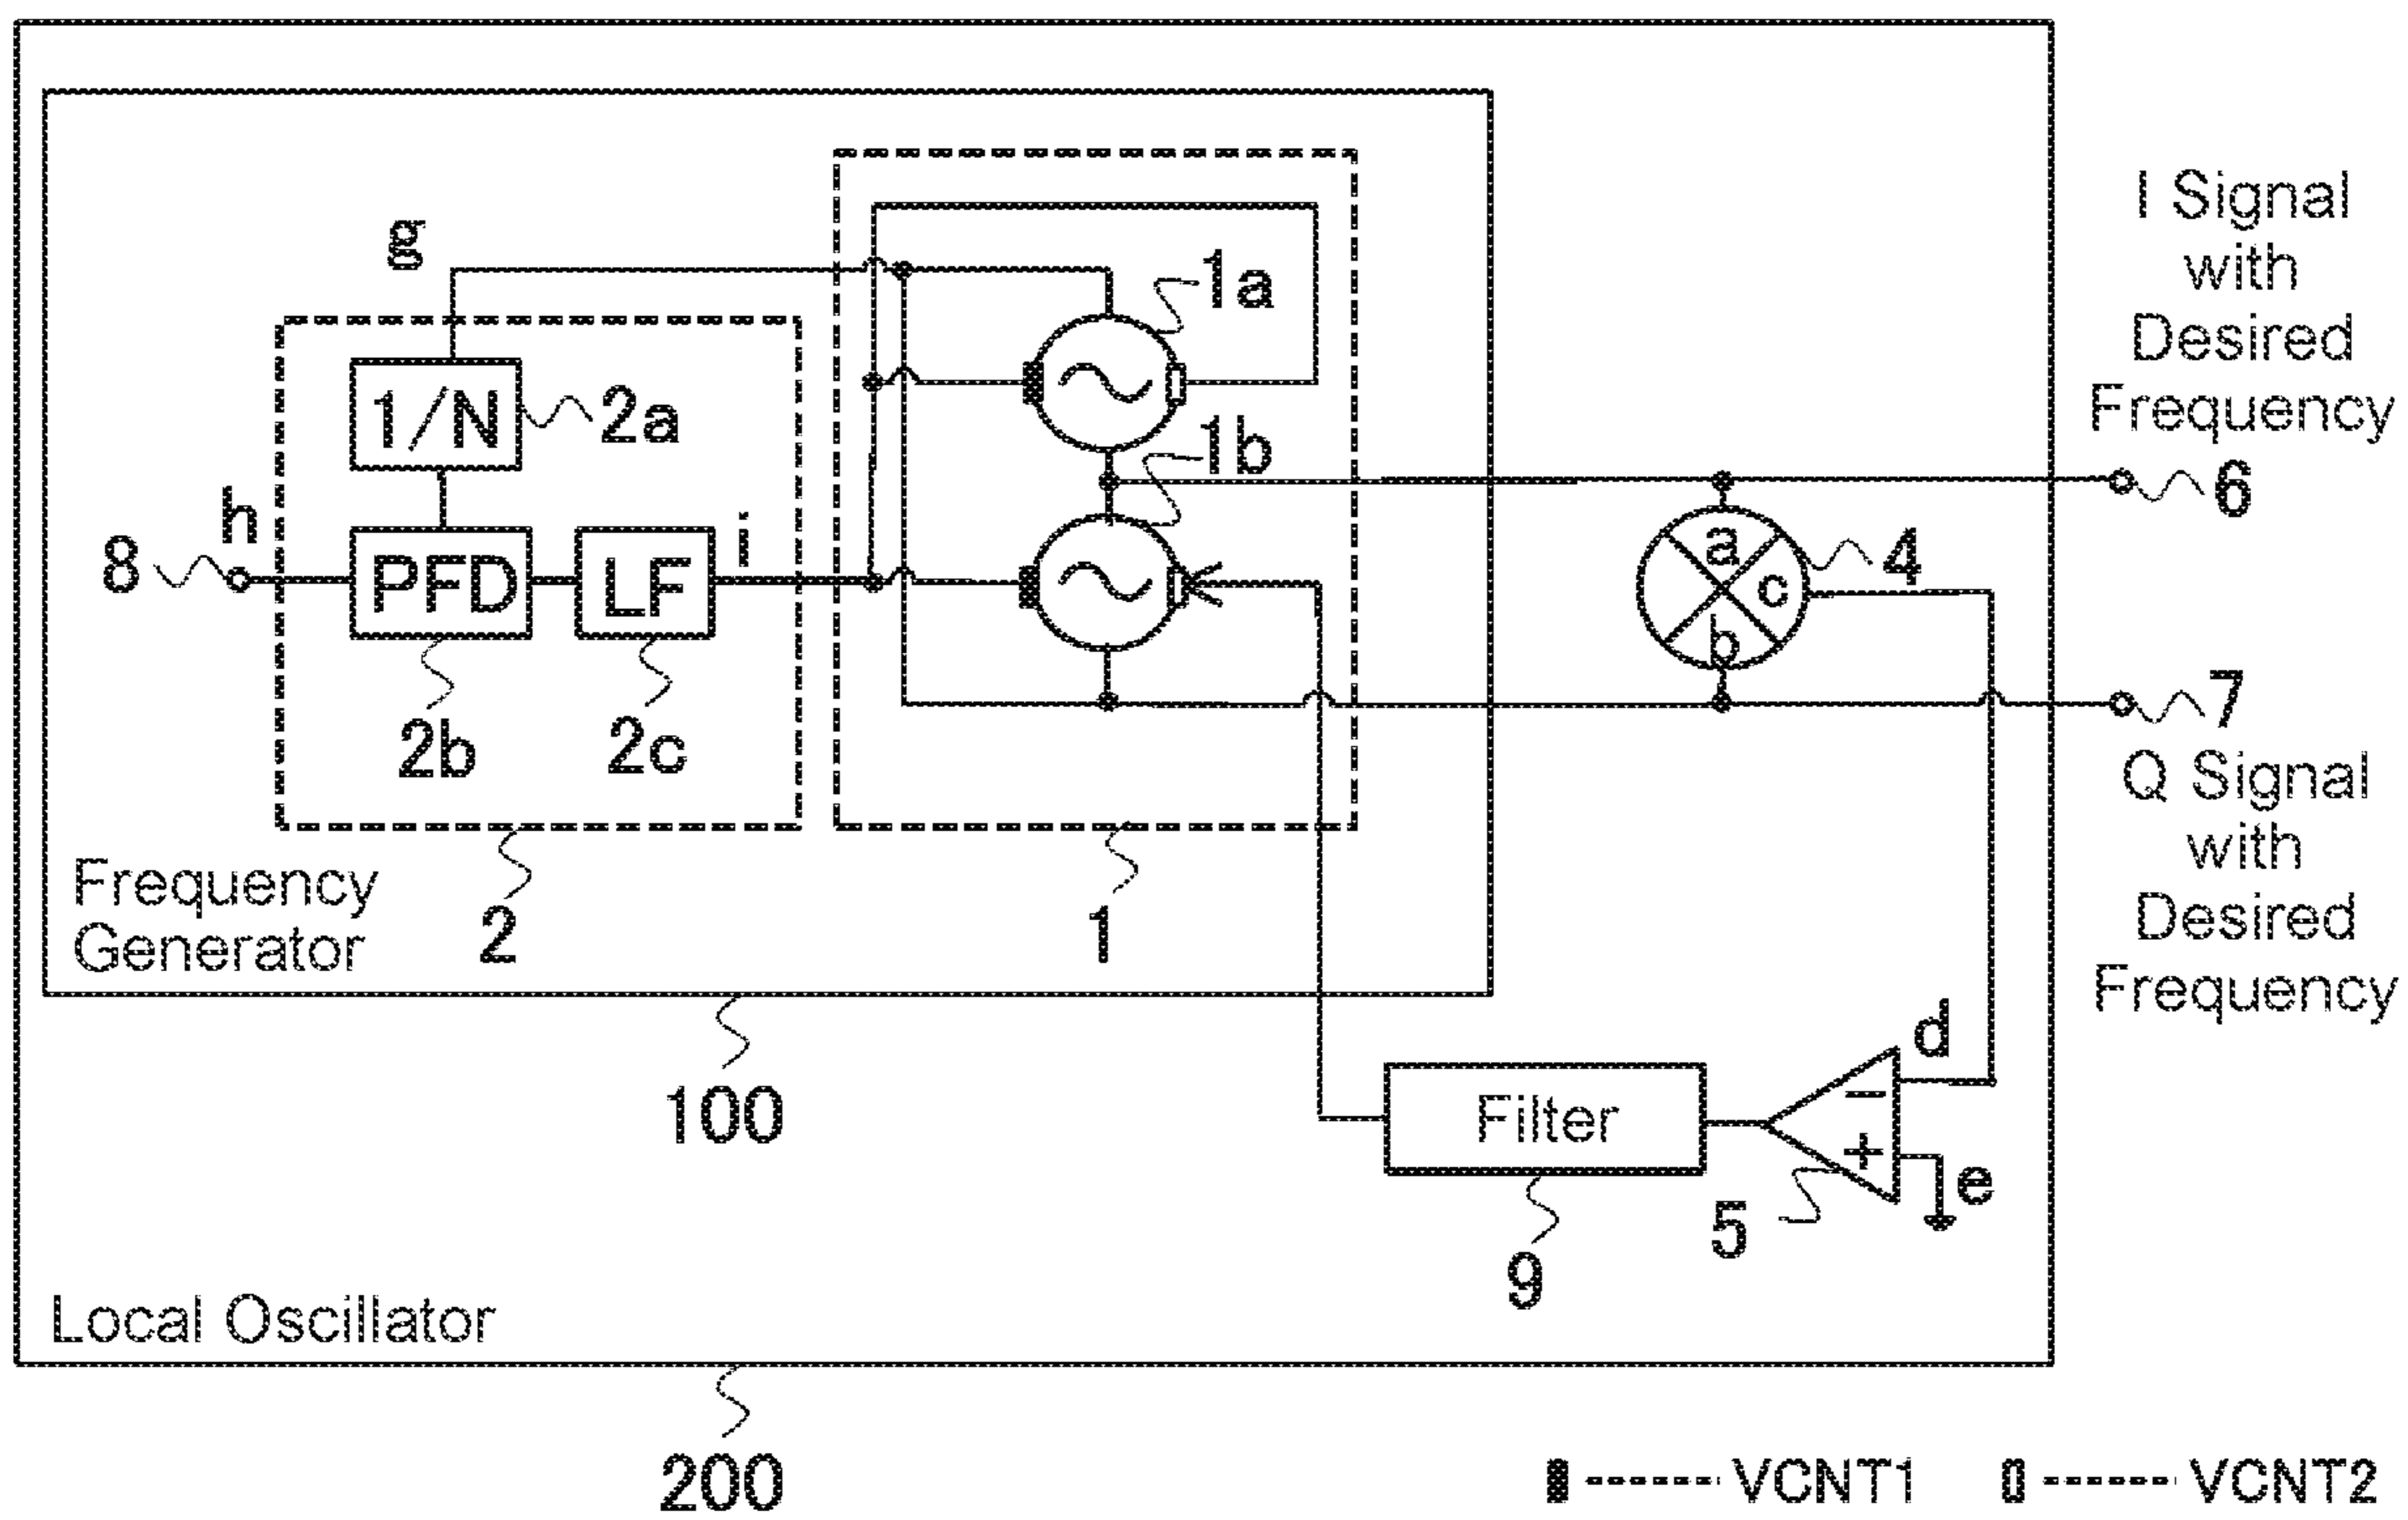 g
1a
I Signal
with
Desired
Frequency
1/N
2a
1b
h
8
PFD
LF
i
a
c
b
4
6
7
2b
2c
Q Signal
with
Desired
Frequency
Frequency
Generator
2
1
100
Filter
9
d
−
+
e
5
Local Oscillator
200
VCNT1
VCNT2